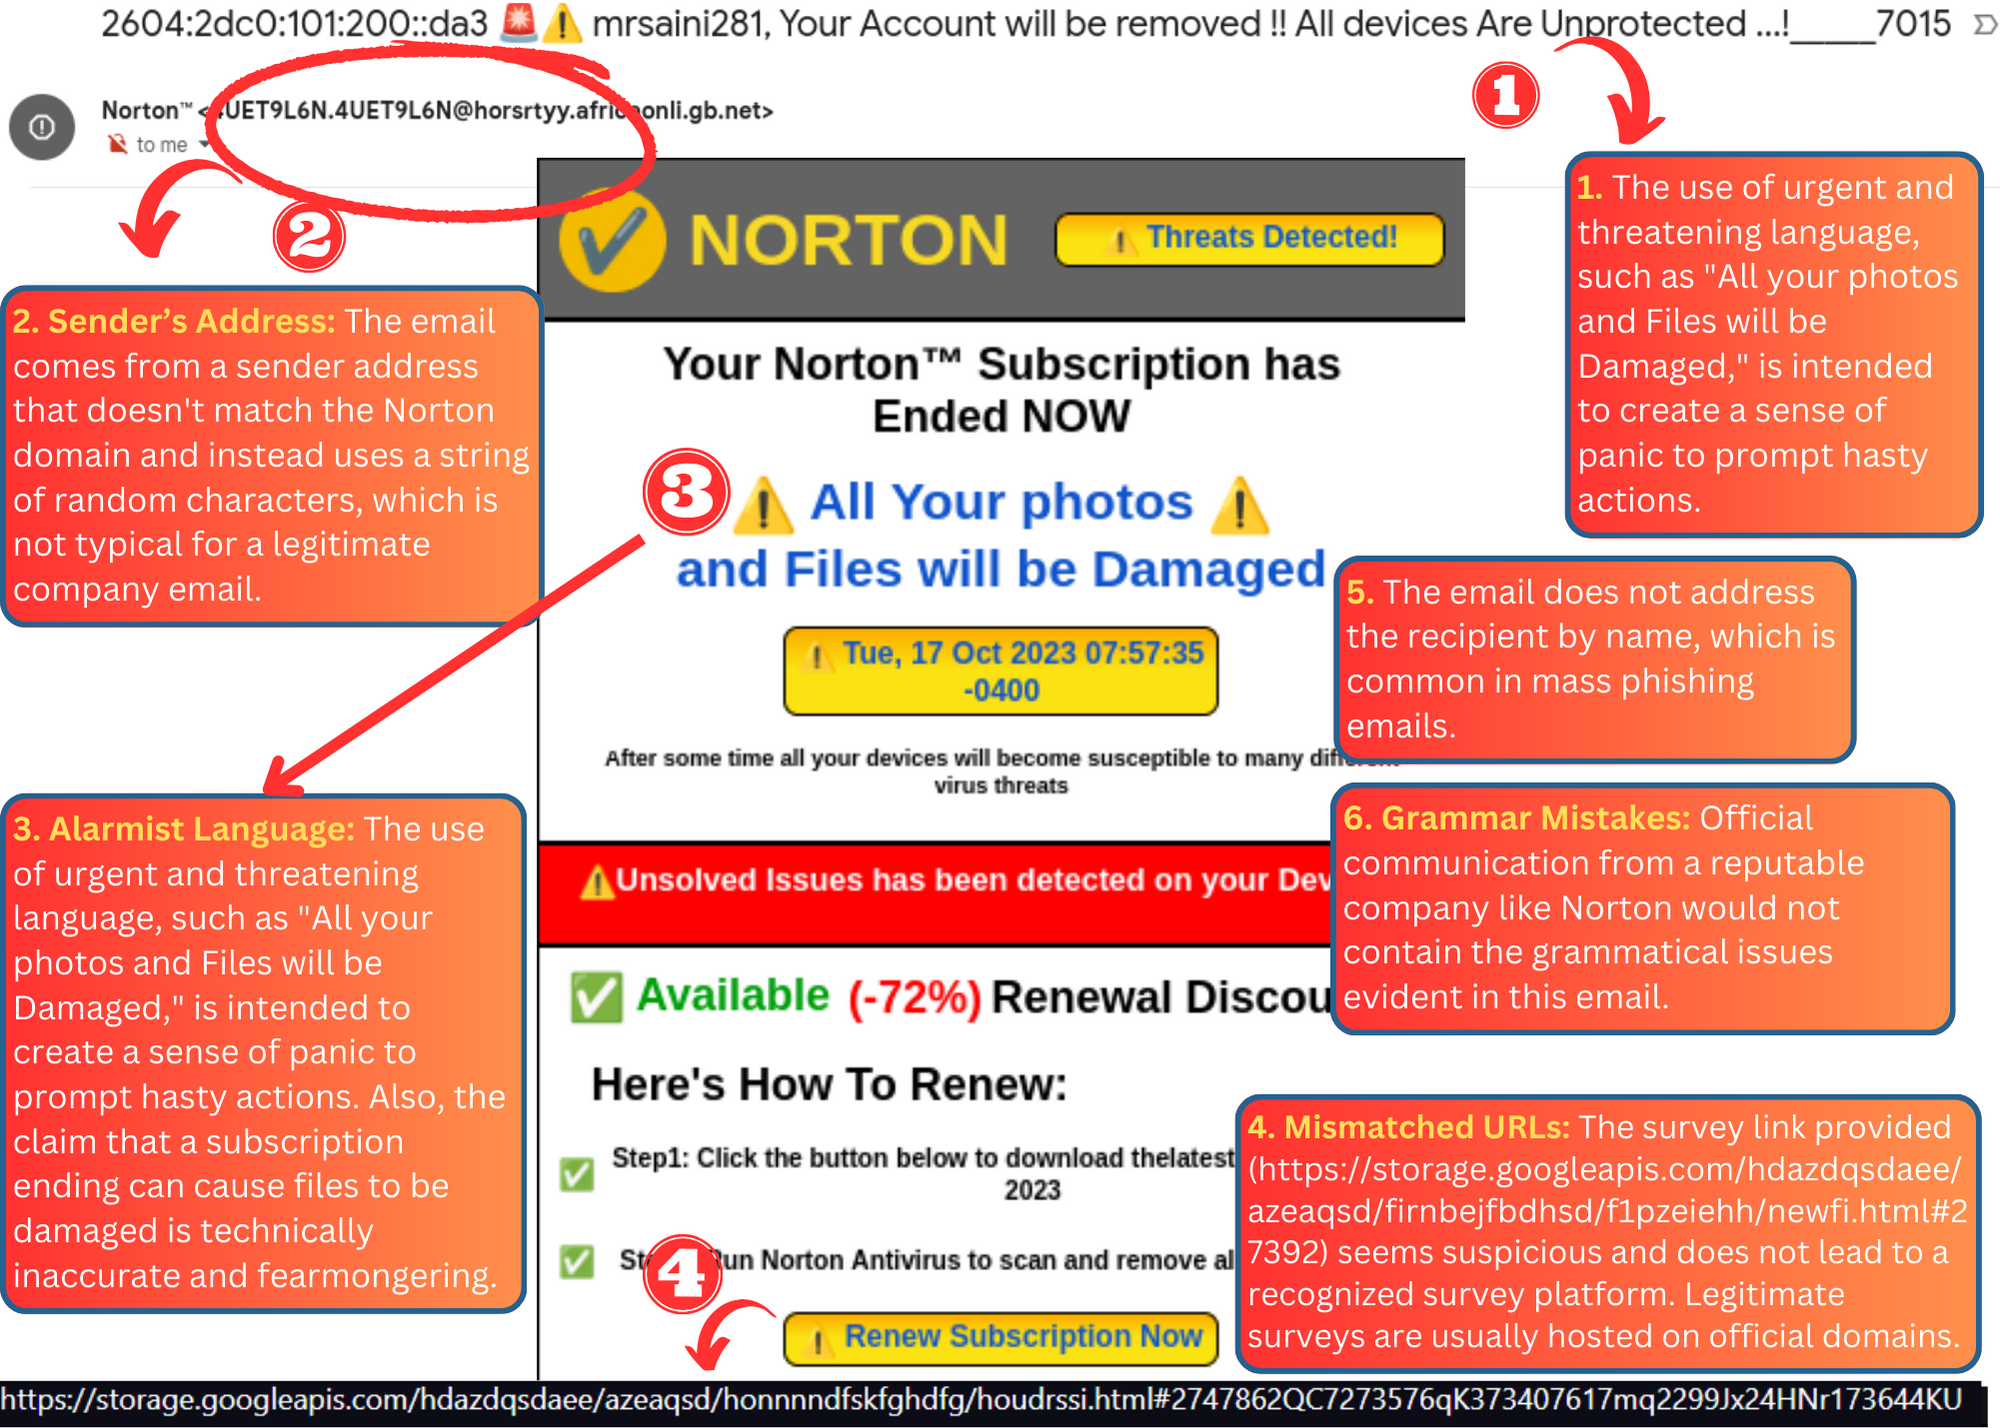 2604:2dc0:101:200::da3 🚨⚠️ mrsaini281, Your Account will be removed !! All devices Are Unprotected ...!_____7015
1
Norton™ <4UET9L6N.4UET9L6N@horsrtyy.africaonli.gb.net>
to me
2
NORTON
⚠️ Threats Detected!
1. The use of urgent and
threatening language,
such as "All your photos
and Files will be
Damaged," is intended
to create a sense of
panic to prompt hasty
actions.
2. Sender's Address: The email
comes from a sender address
that doesn't match the Norton
domain and instead uses a string
of random characters, which is
not typical for a legitimate
company email.
Your Norton™ Subscription has
Ended NOW
3
⚠️ All Your photos ⚠️
and Files will be Damaged
⚠️ Tue, 17 Oct 2023 07:57:35
-0400
5. The email does not address
the recipient by name, which is
common in mass phishing
emails.
After some time all your devices will become susceptible to many different
virus threats
3. Alarmist Language: The use
of urgent and threatening
language, such as "All your
photos and Files will be
Damaged," is intended to
create a sense of panic to
prompt hasty actions. Also, the
claim that a subscription
ending can cause files to be
damaged is technically
inaccurate and fearmongering.
⚠️Unsolved Issues has been detected on your Dev
6. Grammar Mistakes: Official
communication from a reputable
company like Norton would not
contain the grammatical issues
evident in this email.
✅ Available (-72%) Renewal Discou
Here's How To Renew:
✅ Step1: Click the button below to download thelatest
2023
✅ Run Norton Antivirus to scan and remove al
4
⚠️ Renew Subscription Now
4. Mismatched URLs: The survey link provided
(https://storage.googleapis.com/hdazdqsdaee/
azeaqsd/firnbejfbdhsd/f1pzeiehh/newfi.html#2
7392) seems suspicious and does not lead to a
recognized survey platform. Legitimate
surveys are usually hosted on official domains.
https://storage.googleapis.com/hdazdqsdaee/azeaqsd/honnnndfskfghdfg/houdrssi.html#2747862QC7273576qK373407617mq2299Jx24HNr173644KU